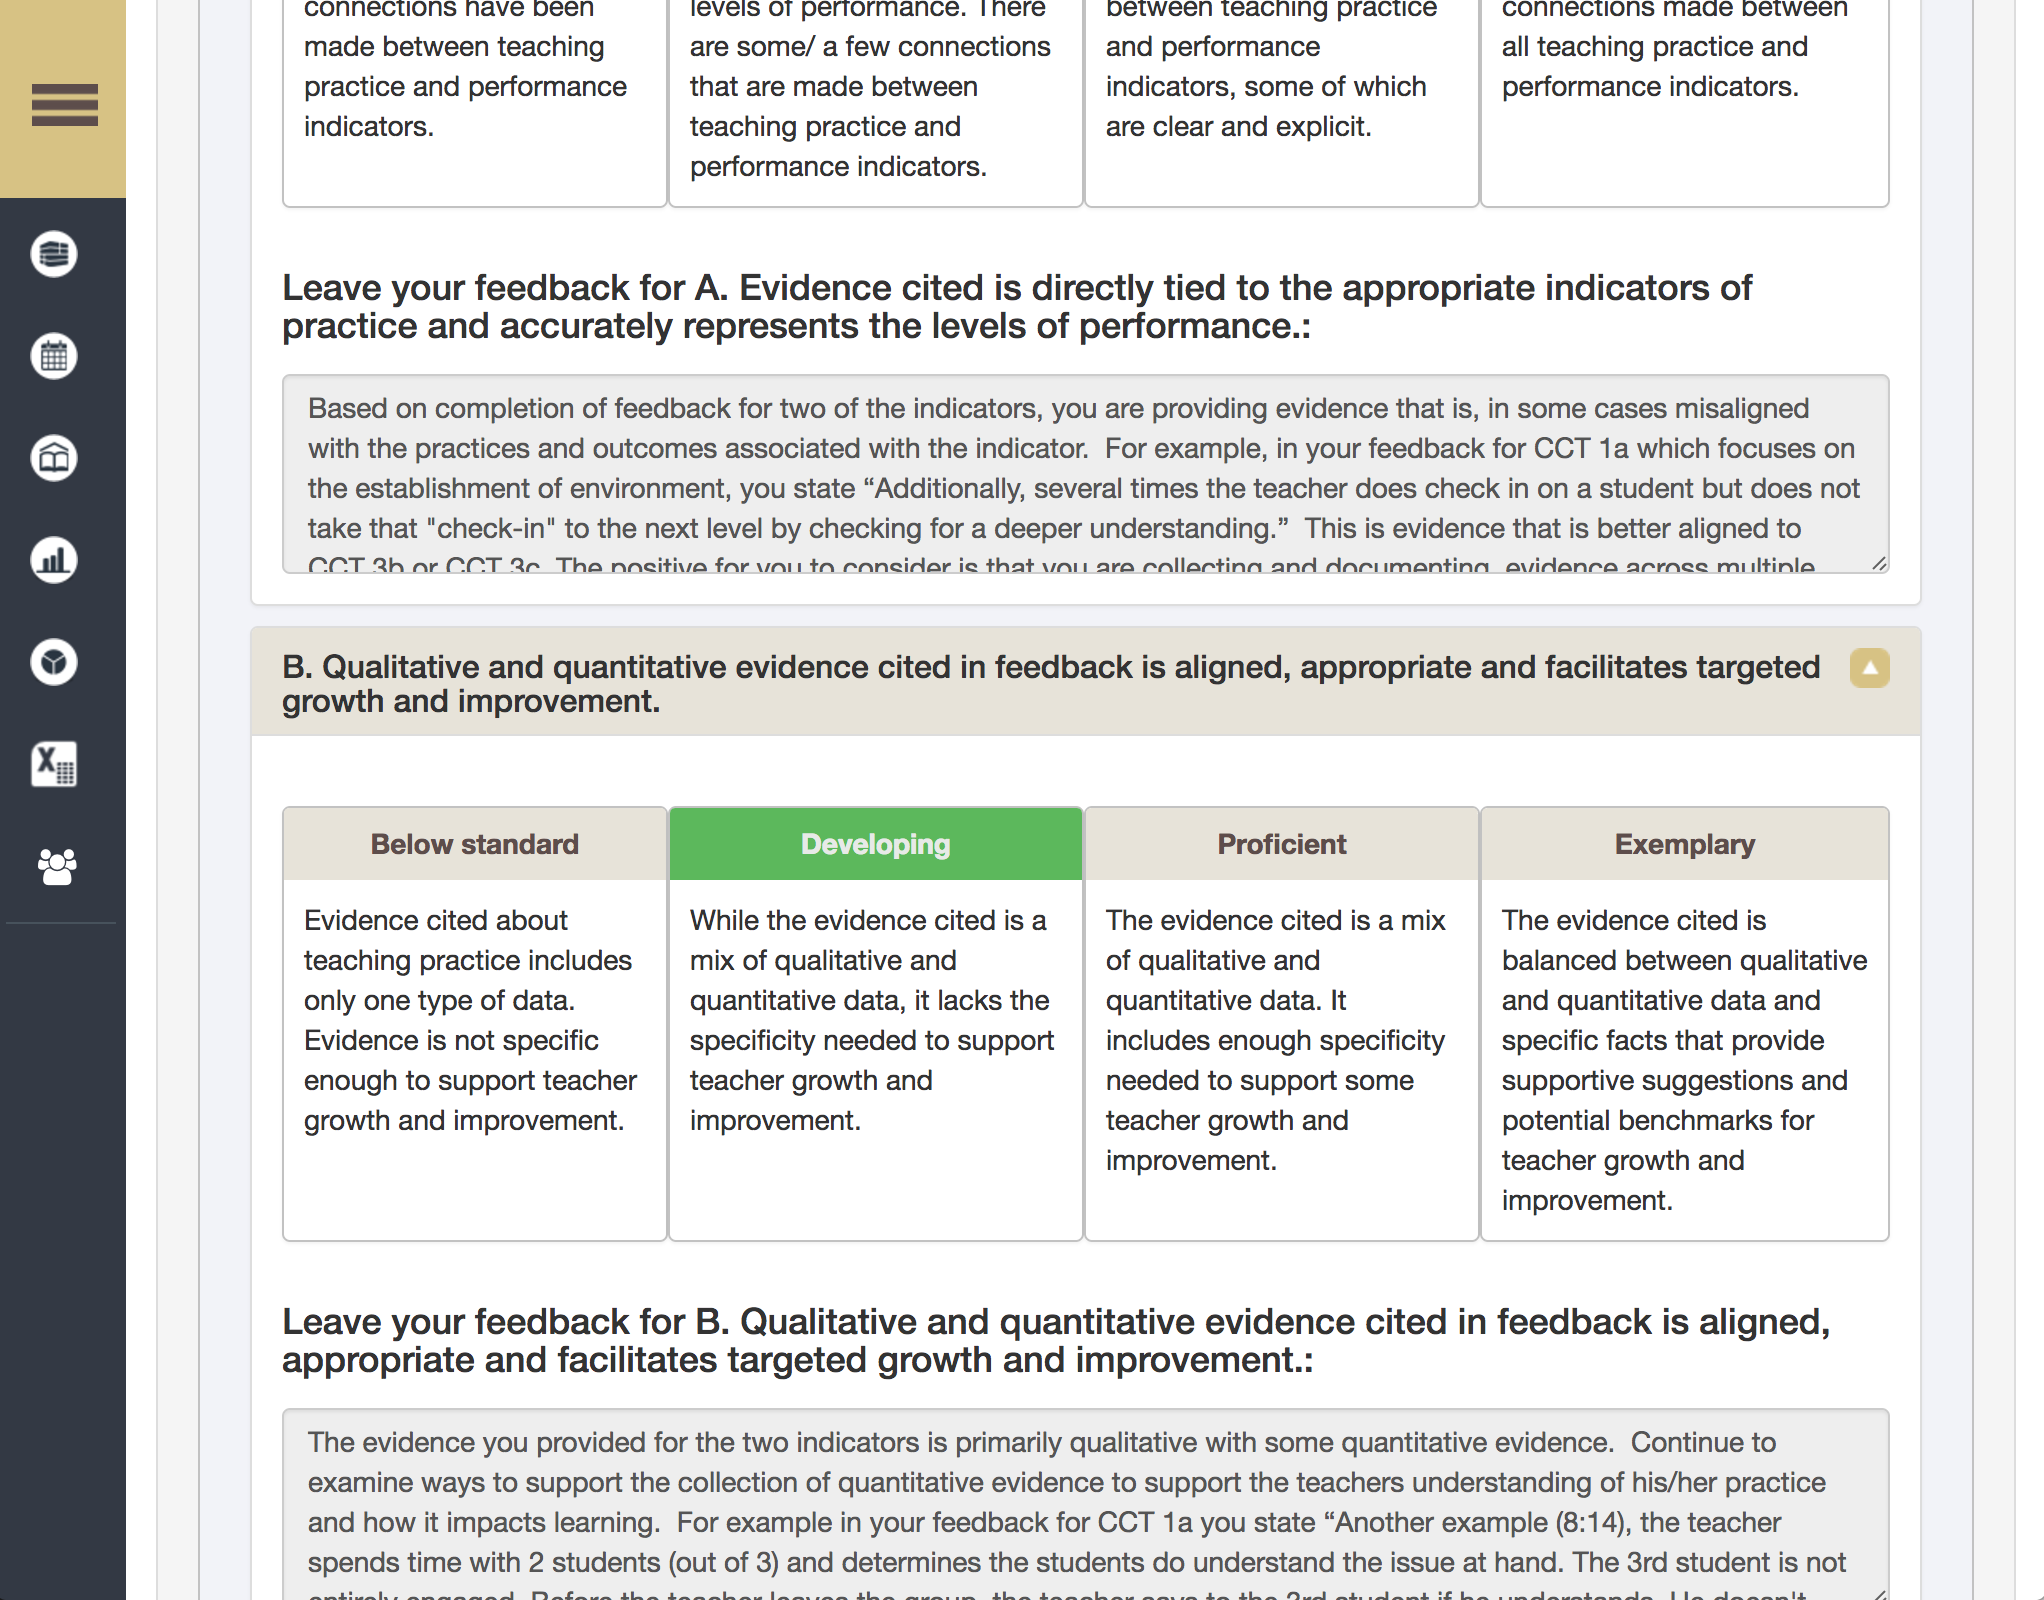 connections have been
made between teaching
practice and performance
indicators.
levels of performance. There
are some/ a few connections
that are made between
teaching practice and
performance indicators.
between teaching practice
and performance
indicators, some of which
are clear and explicit.
connections made between
all teaching practice and
performance indicators.
Leave your feedback for A. Evidence cited is directly tied to the appropriate indicators of
practice and accurately represents the levels of performance.:
Based on completion of feedback for two of the indicators, you are providing evidence that is, in some cases misaligned
with the practices and outcomes associated with the indicator.  For example, in your feedback for CCT 1a which focuses on
the establishment of environment, you state “Additionally, several times the teacher does check in on a student but does not
take that "check-in" to the next level by checking for a deeper understanding.”  This is evidence that is better aligned to
CCT 3b or CCT 3c. The positive for you to consider is that you are collecting and documenting  evidence across multiple
B. Qualitative and quantitative evidence cited in feedback is aligned, appropriate and facilitates targeted
growth and improvement.
Below standard
Evidence cited about
teaching practice includes
only one type of data.
Evidence is not specific
enough to support teacher
growth and improvement.
Developing
While the evidence cited is a
mix of qualitative and
quantitative data, it lacks the
specificity needed to support
teacher growth and
improvement.
Proficient
The evidence cited is a mix
of qualitative and
quantitative data. It
includes enough specificity
needed to support some
teacher growth and
improvement.
Exemplary
The evidence cited is
balanced between qualitative
and quantitative data and
specific facts that provide
supportive suggestions and
potential benchmarks for
teacher growth and
improvement.
Leave your feedback for B. Qualitative and quantitative evidence cited in feedback is aligned,
appropriate and facilitates targeted growth and improvement.:
The evidence you provided for the two indicators is primarily qualitative with some quantitative evidence.  Continue to
examine ways to support the collection of quantitative evidence to support the teachers understanding of his/her practice
and how it impacts learning.  For example in your feedback for CCT 1a you state “Another example (8:14), the teacher
spends time with 2 students (out of 3) and determines the students do understand the issue at hand. The 3rd student is not
entirely engaged. Before the teacher leaves the group, the teacher says to the 3rd student if he understands. He doesn't